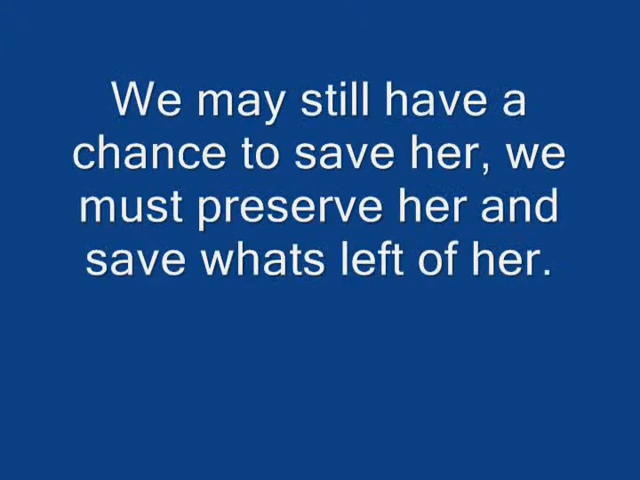 We may still have a
chance to save her, we
must preserve her and
save whats left of her.